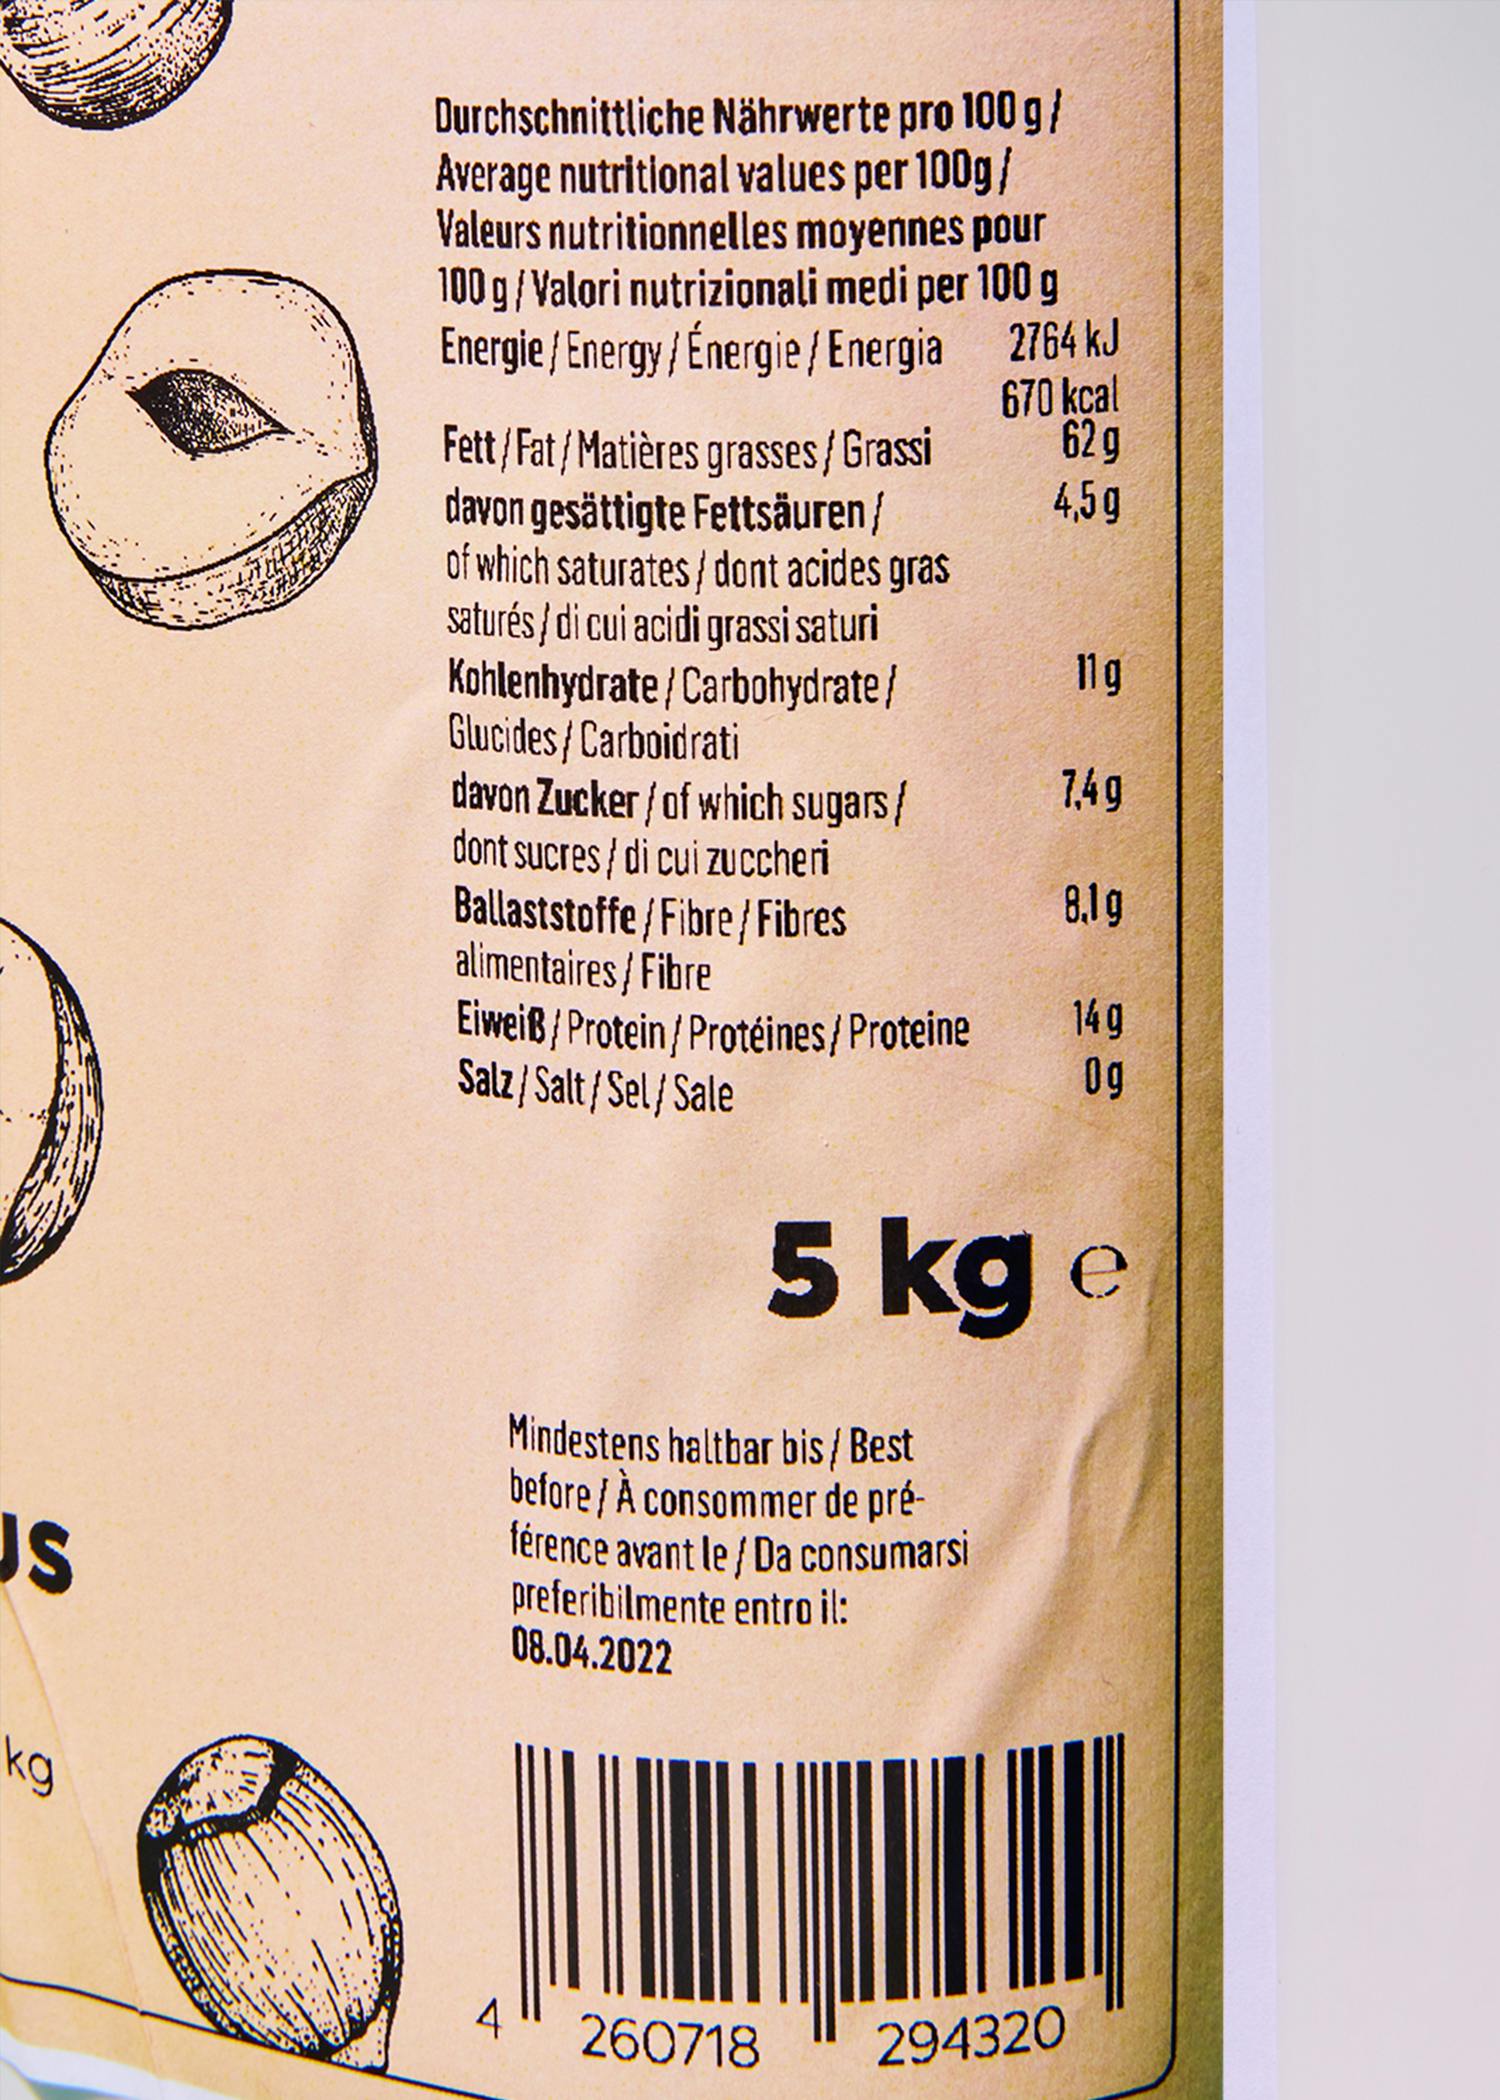 Durchschnittliche Nährwerte pro 100 g /
Average nutritional values per 100g /
Valeurs nutritionnelles moyennes pour
100 g / Valori nutrizionali medi per 100 g
Energie / Energy / Énergie / Energia 2764 kJ
670 kcal
Fett / Fat / Matières grasses / Grassi 62 g
davon gesättigte Fettsäuren / 4,5 g
of which saturates / dont acides gras
saturés / di cui acidi grassi saturi
Kohlenhydrate / Carbohydrate / 11 g
Glucides / Carboidrati
davon Zucker / of which sugars / 7,4 g
dont sucres / di cui zuccheri
Ballaststoffe / Fibre / Fibres 8,1 g
alimentaires / Fibre
Eiweiß / Protein / Protéines / Proteine 14 g
Salz / Salt / Sel / Sale 0 g
5 kg e
Mindestens haltbar bis / Best
before / À consommer de pré-
férence avant le / Da consumarsi
preferibilmente entro il:
08.04.2022
kg
4 260718 294320